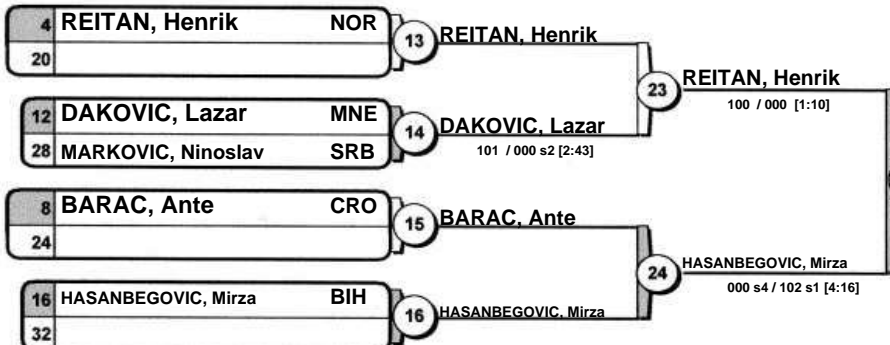 4 REITAN, Henrik NOR
20
13 REITAN, Henrik
12 DAKOVIC, Lazar MNE
28 MARKOVIC, Ninoslav SRB
14 DAKOVIC, Lazar
101 / 000 s2 [2:43]
23 REITAN, Henrik
100 / 000 [1:10]
8 BARAC, Ante CRO
24
15 BARAC, Ante
16 HASANBEGOVIC, Mirza BIH
32
16 HASANBEGOVIC, Mirza
24 HASANBEGOVIC, Mirza
000 s4 / 102 s1 [4:16]